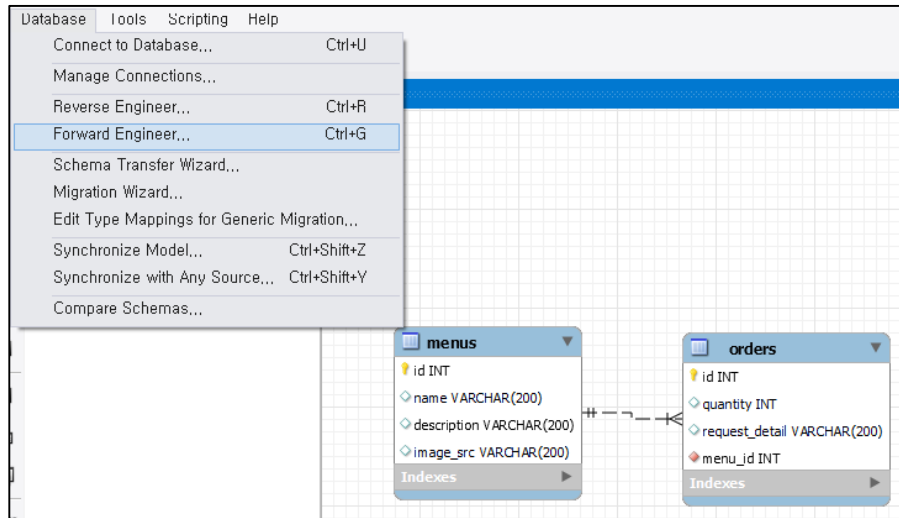 Database Tools Scripting Help
Connect to Database,,, Ctrl+U
Manage Connections,,,
Reverse Engineer,,, Ctrl+R
Forward Engineer,,, Ctrl+G
Schema Transfer Wizard,,,
Migration Wizard,,,
Edit Type Mappings for Generic Migration,,,
Synchronize Model,,, Ctrl+Shift+Z
Synchronize with Any Source,,, Ctrl+Shift+Y
Compare Schemas,,,
menus
id INT
name VARCHAR(200)
description VARCHAR(200)
image_src VARCHAR(200)
Indexes
orders
id INT
quantity INT
request_detail VARCHAR(200)
menu_id INT
Indexes